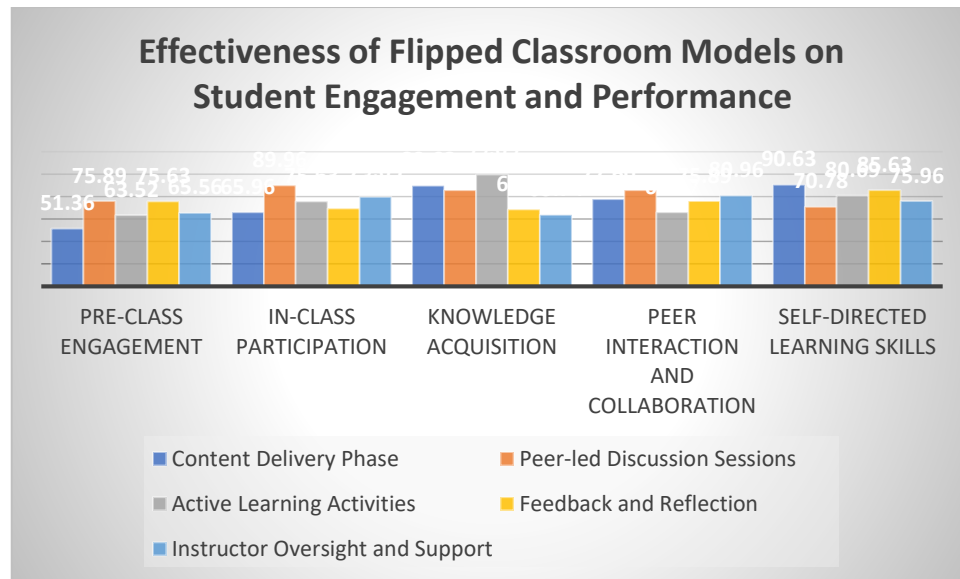 Effectiveness of Flipped Classroom Models on
Student Engagement and Performance
51.36 75.89 63.52 75.63 65.56
65.96 89.96
80.96
90.63 70.78 80.69 85.63 75.96
PRE-CLASS
ENGAGEMENT
IN-CLASS
PARTICIPATION
KNOWLEDGE
ACQUISITION
PEER
INTERACTION
AND
COLLABORATION
SELF-DIRECTED
LEARNING SKILLS
Content Delivery Phase
Peer-led Discussion Sessions
Active Learning Activities
Feedback and Reflection
Instructor Oversight and Support